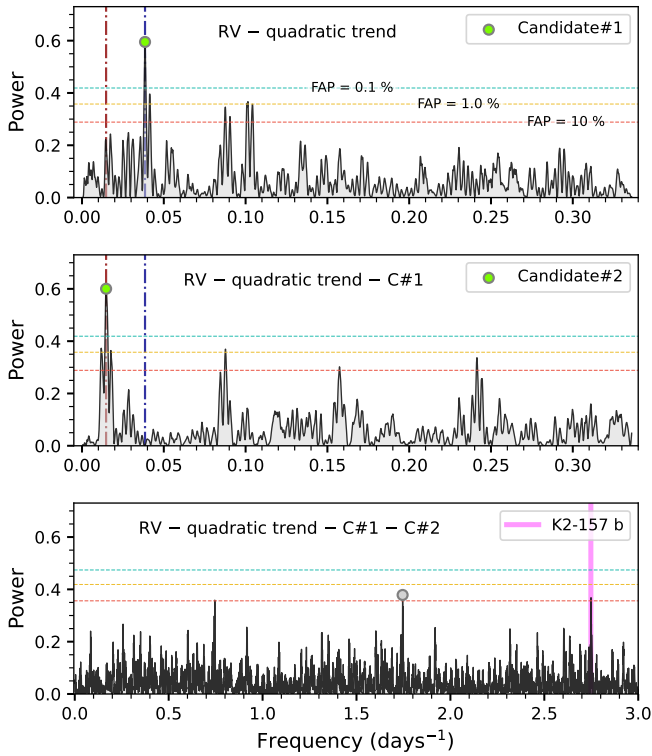 RV − quadratic trend
Candidate#1
FAP = 0.1 %
FAP = 1.0 %
FAP = 10 %
Power
0.6
0.4
0.2
0.0
0.00 0.05 0.10 0.15 0.20 0.25 0.30
RV − quadratic trend − C#1
Candidate#2
Power
0.6
0.4
0.2
0.0
0.00 0.05 0.10 0.15 0.20 0.25 0.30
RV − quadratic trend − C#1 − C#2
K2-157 b
Power
0.6
0.4
0.2
0.0
0.0 0.5 1.0 1.5 2.0 2.5 3.0
Frequency (days⁻¹)